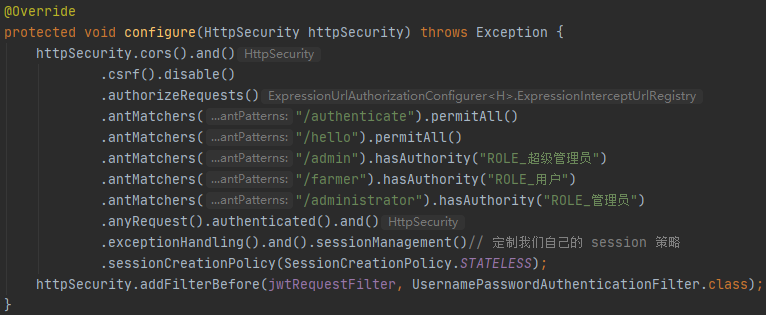 @Override
protected void configure(HttpSecurity httpSecurity) throws Exception {
httpSecurity.cors().and() HttpSecurity
.csrf().disable()
.authorizeRequests() ExpressionUrlAuthorizationConfigurer<H>.ExpressionInterceptUrlRegistry
.antMatchers( ...antPatterns: "/authenticate").permitAll()
.antMatchers( ...antPatterns: "/hello").permitAll()
.antMatchers( ...antPatterns: "/admin").hasAuthority("ROLE_超级管理员")
.antMatchers( ...antPatterns: "/farmer").hasAuthority("ROLE_用户")
.antMatchers( ...antPatterns: "/administrator").hasAuthority("ROLE_管理员")
.anyRequest().authenticated().and() HttpSecurity
.exceptionHandling().and().sessionManagement()// 定制我们自己的 session 策略
.sessionCreationPolicy(SessionCreationPolicy.STATELESS);
httpSecurity.addFilterBefore(jwtRequestFilter, UsernamePasswordAuthenticationFilter.class);
}